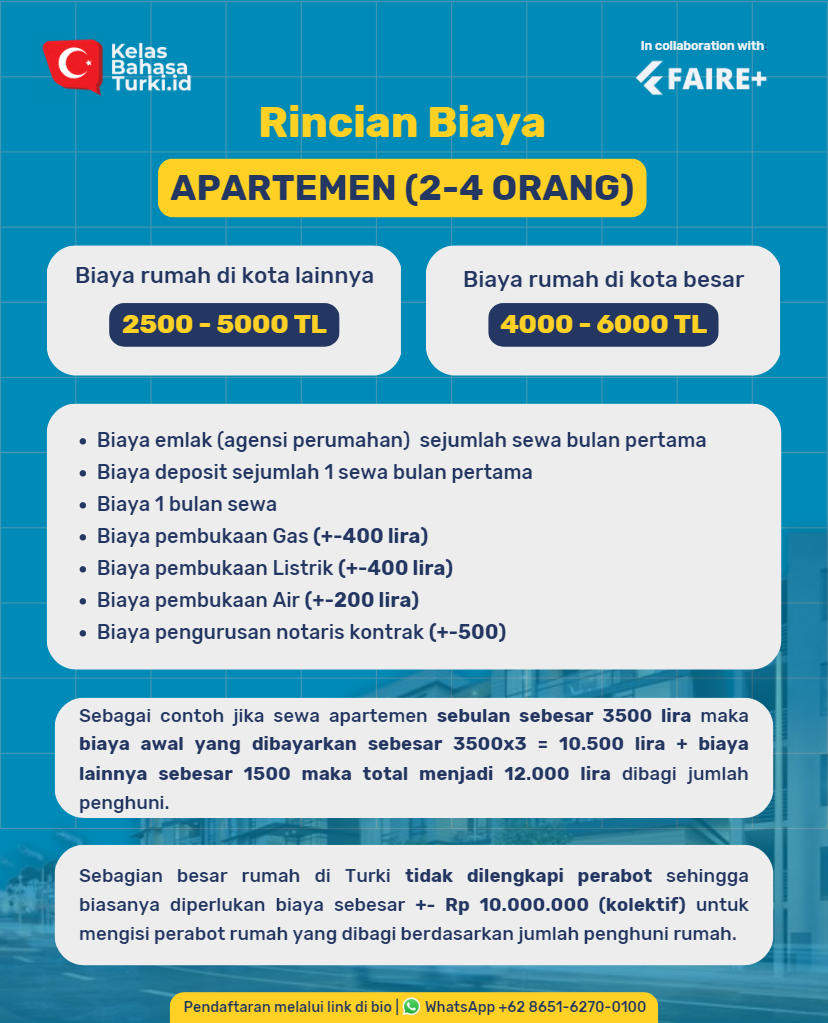 Kelas
Bahasa
Turki.id
In collaboration with
FAIRE+
Rincian Biaya
APARTEMEN (2-4 ORANG)
Biaya rumah di kota lainnya
2500 - 5000 TL
Biaya rumah di kota besar
4000 - 6000 TL
• Biaya emlak (agensi perumahan) sejumlah sewa bulan pertama
• Biaya deposit sejumlah 1 sewa bulan pertama
• Biaya 1 bulan sewa
• Biaya pembukaan Gas (+-400 lira)
• Biaya pembukaan Listrik (+-400 lira)
• Biaya pembukaan Air (+-200 lira)
• Biaya pengurusan notaris kontrak (+-500)
Sebagai contoh jika sewa apartemen sebulan sebesar 3500 lira maka
biaya awal yang dibayarkan sebesar 3500x3 = 10.500 lira + biaya
lainnya sebesar 1500 maka total menjadi 12.000 lira dibagi jumlah
penghuni.
Sebagian besar rumah di Turki tidak dilengkapi perabot sehingga
biasanya diperlukan biaya sebesar +- Rp 10.000.000 (kolektif) untuk
mengisi perabot rumah yang dibagi berdasarkan jumlah penghuni rumah.
Pendaftaran melalui link di bio | WhatsApp +62 8651-6270-0100